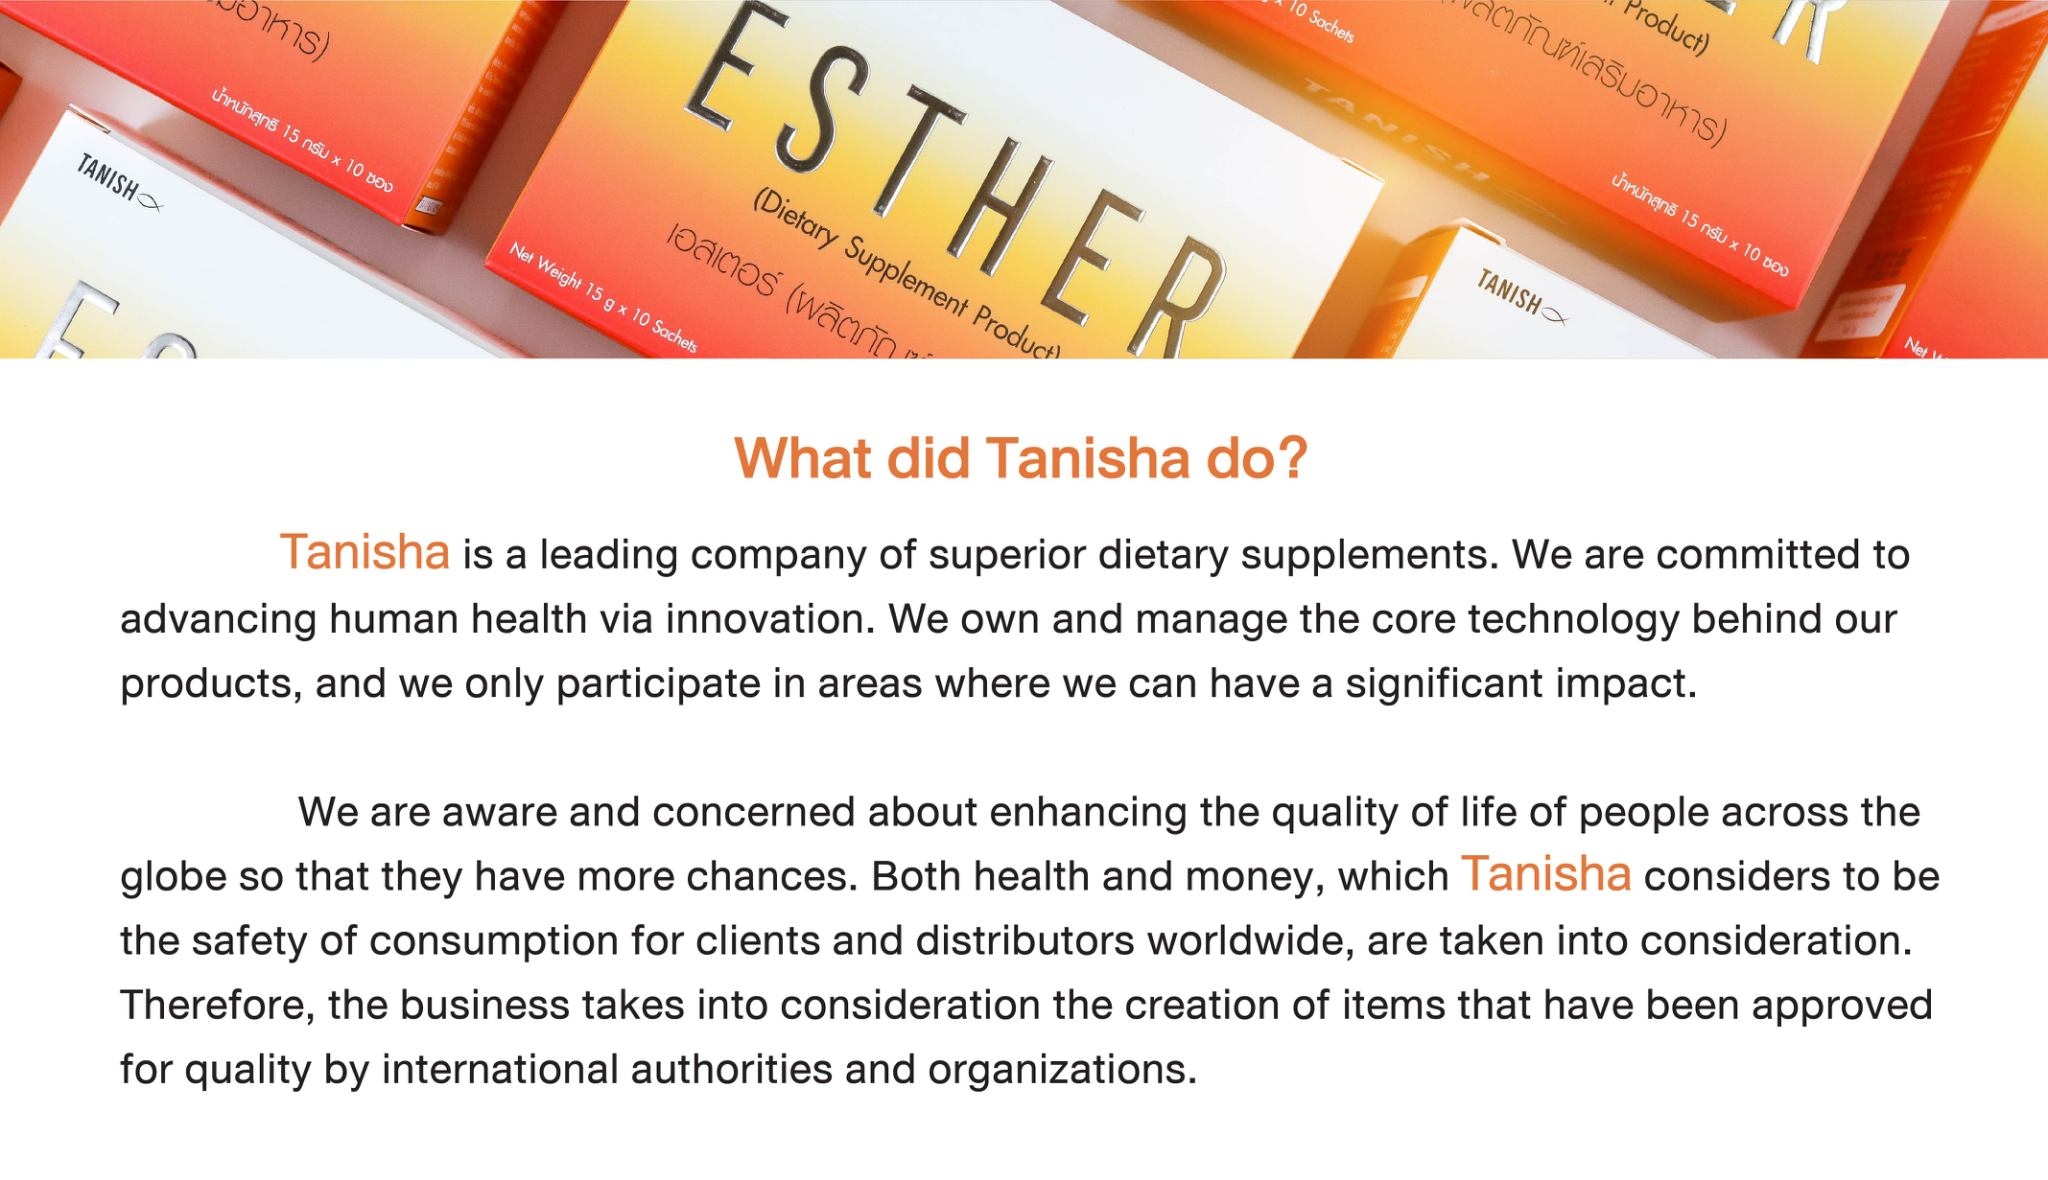 มอาหาร)
น้ำหนักสุทธิ 15 กรัม x 10 ซอง
TANISH
ES
ESTHER
(Dietary Supplement Product)
เอสเตอร์ (ผลิตภัณฑ์
Net Weight 15 g x 10 Sachets
x 10 Sachets
TANISH
ER
Product)
ผลิตภัณฑ์เสริมอาหาร)
น้ำหนักสุทธิ 15 กรัม x 10 ซอง
TANISH
Net W
What did Tanisha do?
Tanisha is a leading company of superior dietary supplements. We are committed to
advancing human health via innovation. We own and manage the core technology behind our
products, and we only participate in areas where we can have a significant impact.
We are aware and concerned about enhancing the quality of life of people across the
globe so that they have more chances. Both health and money, which Tanisha considers to be
the safety of consumption for clients and distributors worldwide, are taken into consideration.
Therefore, the business takes into consideration the creation of items that have been approved
for quality by international authorities and organizations.